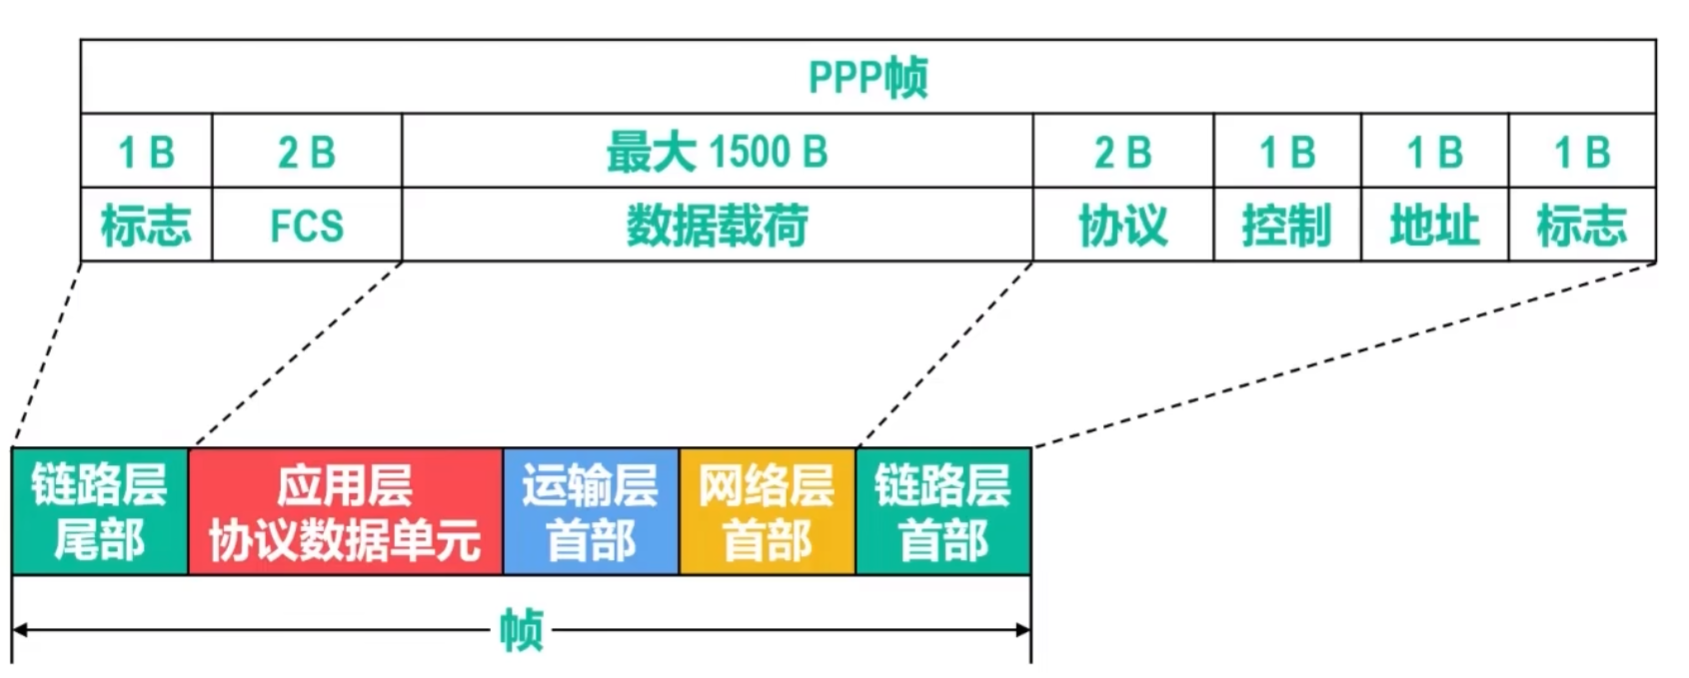 PPP帧
1 B 2 B 最大 1500 B 2 B 1 B 1 B 1 B
标志 FCS 数据载荷 协议 控制 地址 标志
链路层 应用层 运输层 网络层 链路层
尾部 协议数据单元 首部 首部 首部
帧